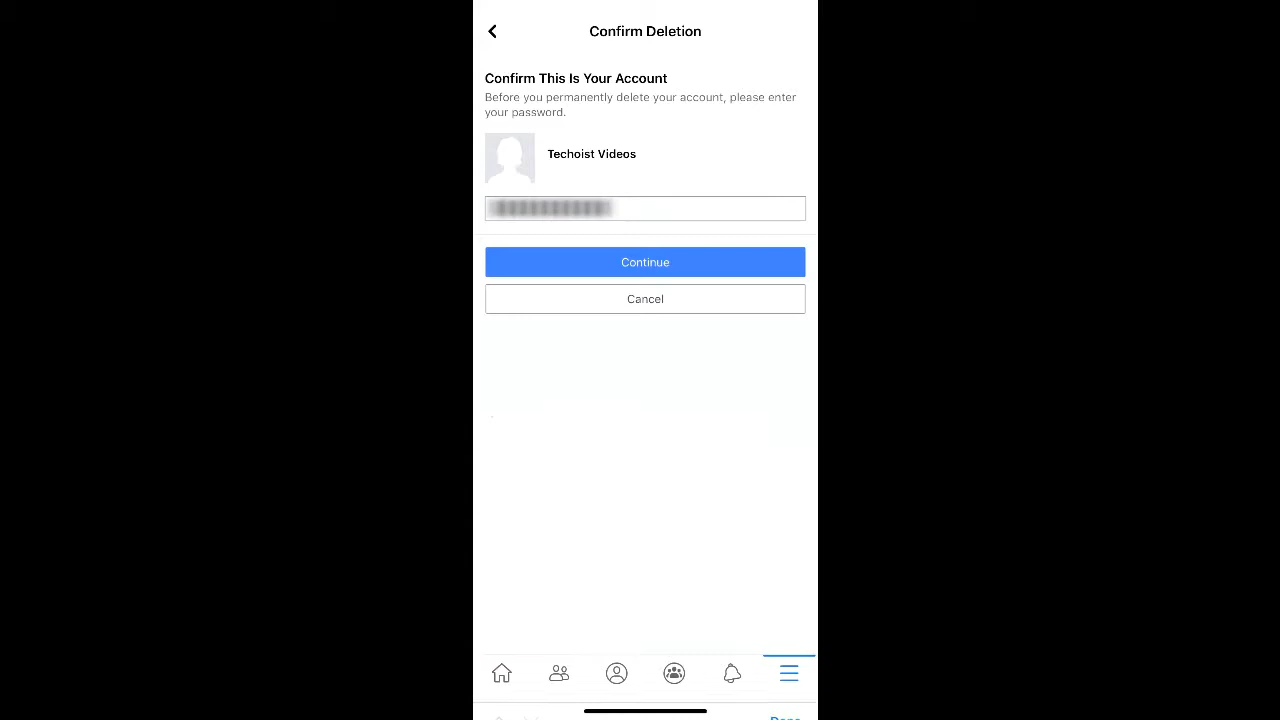 Confirm Deletion
Confirm This Is Your Account
Before you permanently delete your account, please enter
your password.
Techoist Videos
Continue
Cancel
Done